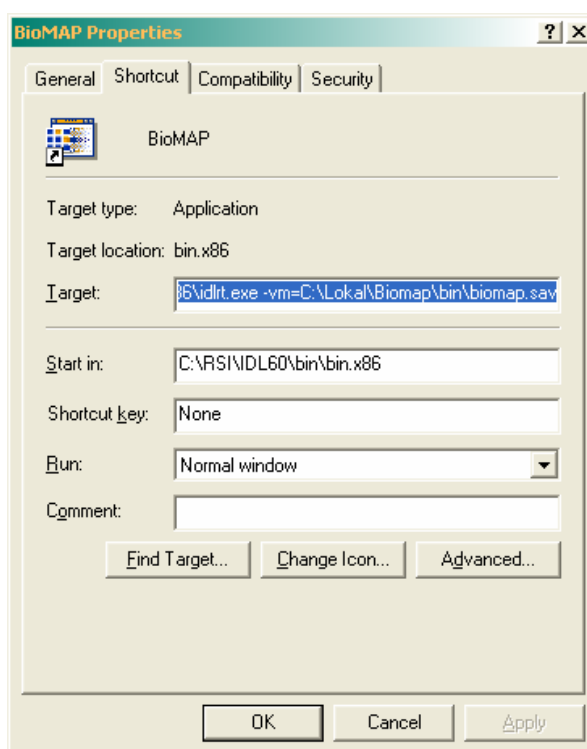 BioMAP Properties
General Shortcut Compatibility Security
BioMAP
Target type: Application
Target location: bin.x86
Target: 36\idlrt.exe -vm=C:\Lokal\Biomap\bin\biomap.sav
Start in: C:\RSI\IDL60\bin\bin.x86
Shortcut key: None
Run: Normal window
Comment:
Find Target... Change Icon... Advanced...
OK Cancel Apply